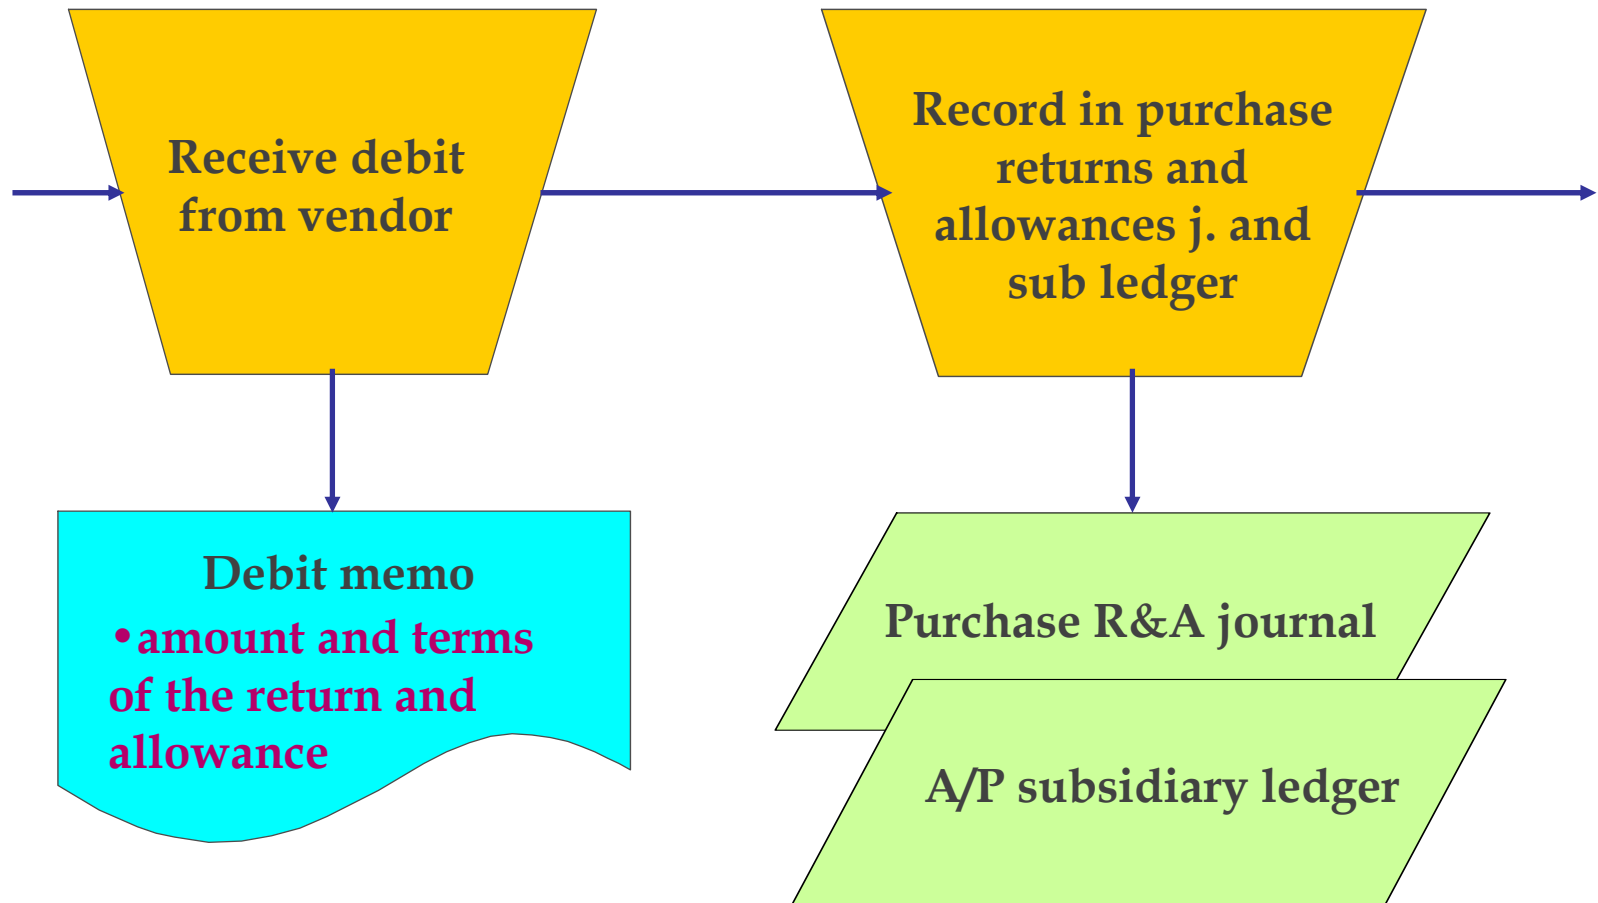 Receive debit
from vendor
Record in purchase
returns and
allowances j. and
sub ledger
Debit memo
•amount and terms
of the return and
allowance
Purchase R&A journal
A/P subsidiary ledger